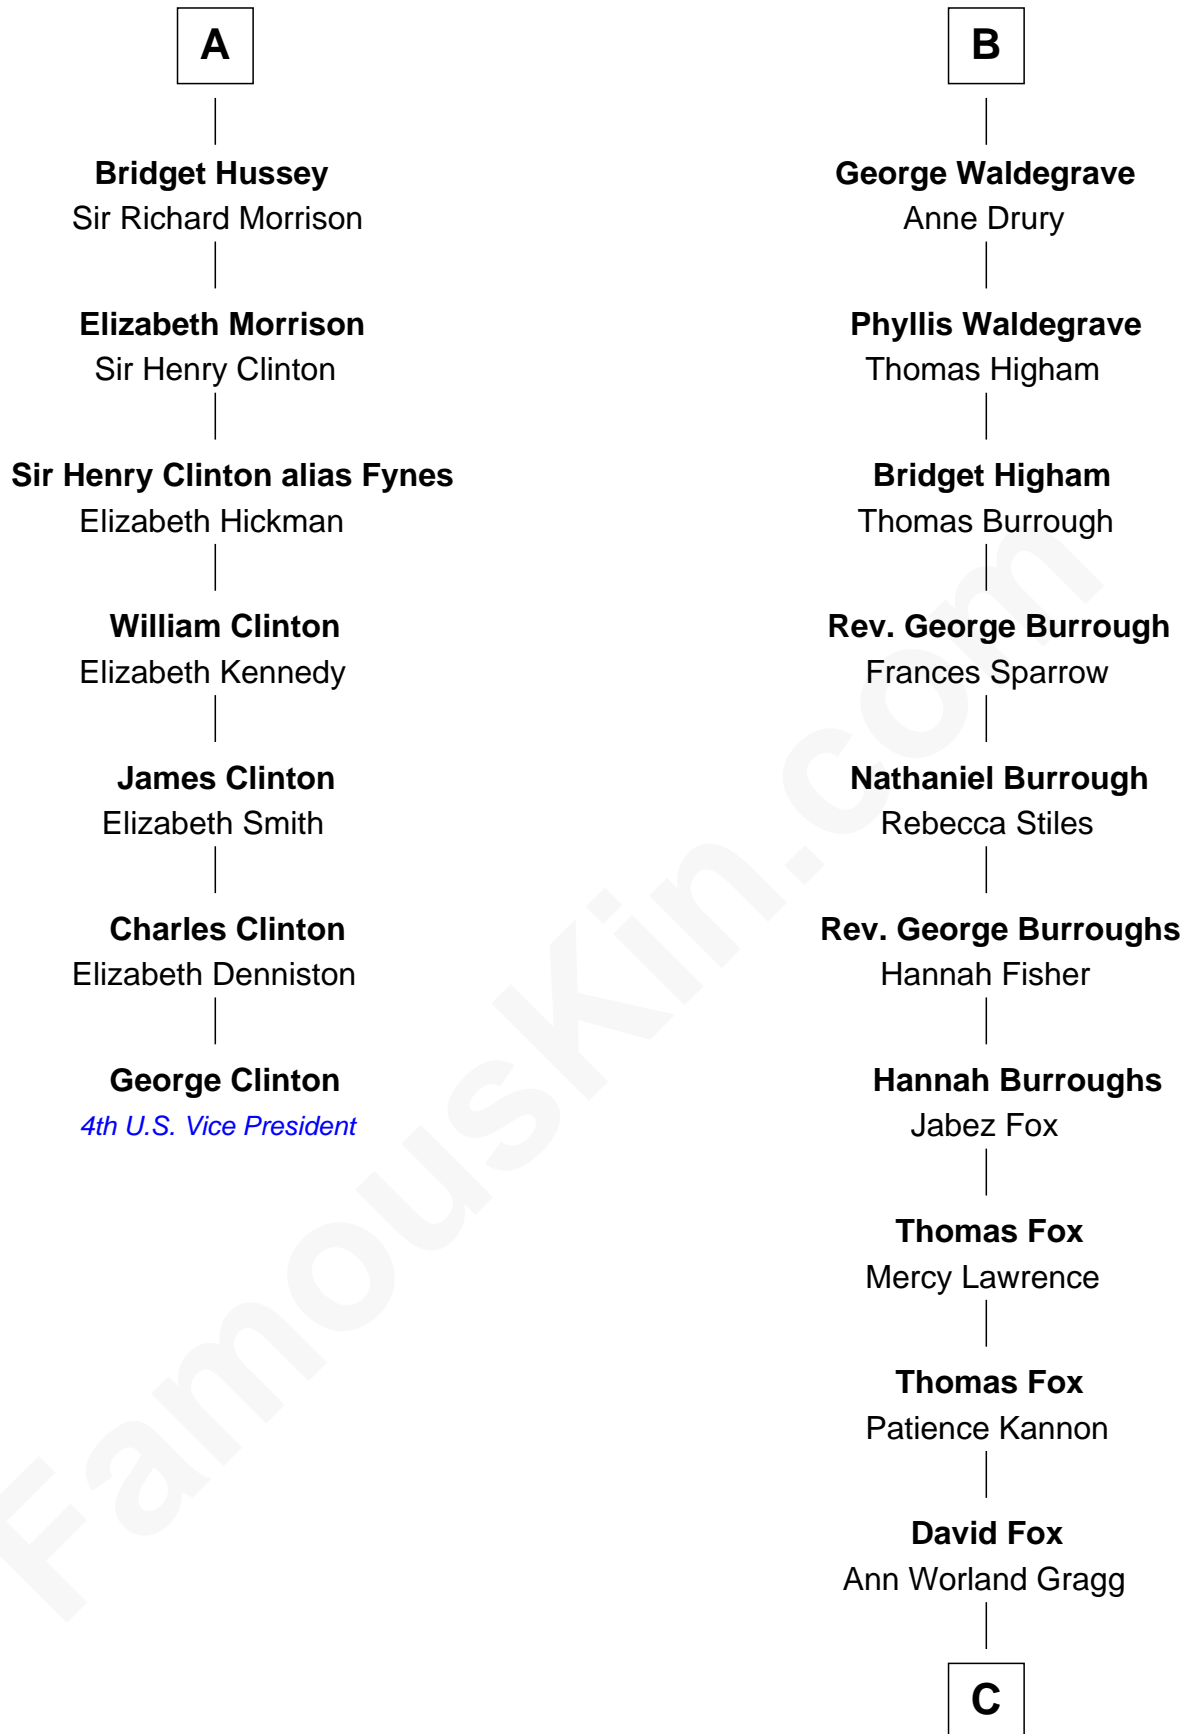 A
Bridget Hussey
Sir Richard Morrison
Elizabeth Morrison
Sir Henry Clinton
Sir Henry Clinton alias Fynes
Elizabeth Hickman
William Clinton
Elizabeth Kennedy
James Clinton
Elizabeth Smith
Charles Clinton
Elizabeth Denniston
George Clinton
4th U.S. Vice President
B
George Waldegrave
Anne Drury
Phyllis Waldegrave
Thomas Higham
Bridget Higham
Thomas Burrough
Rev. George Burrough
Frances Sparrow
Nathaniel Burrough
Rebecca Stiles
Rev. George Burroughs
Hannah Fisher
Hannah Burroughs
Jabez Fox
Thomas Fox
Mercy Lawrence
Thomas Fox
Patience Kannon
David Fox
Ann Worland Gragg
C
FamousKin.com